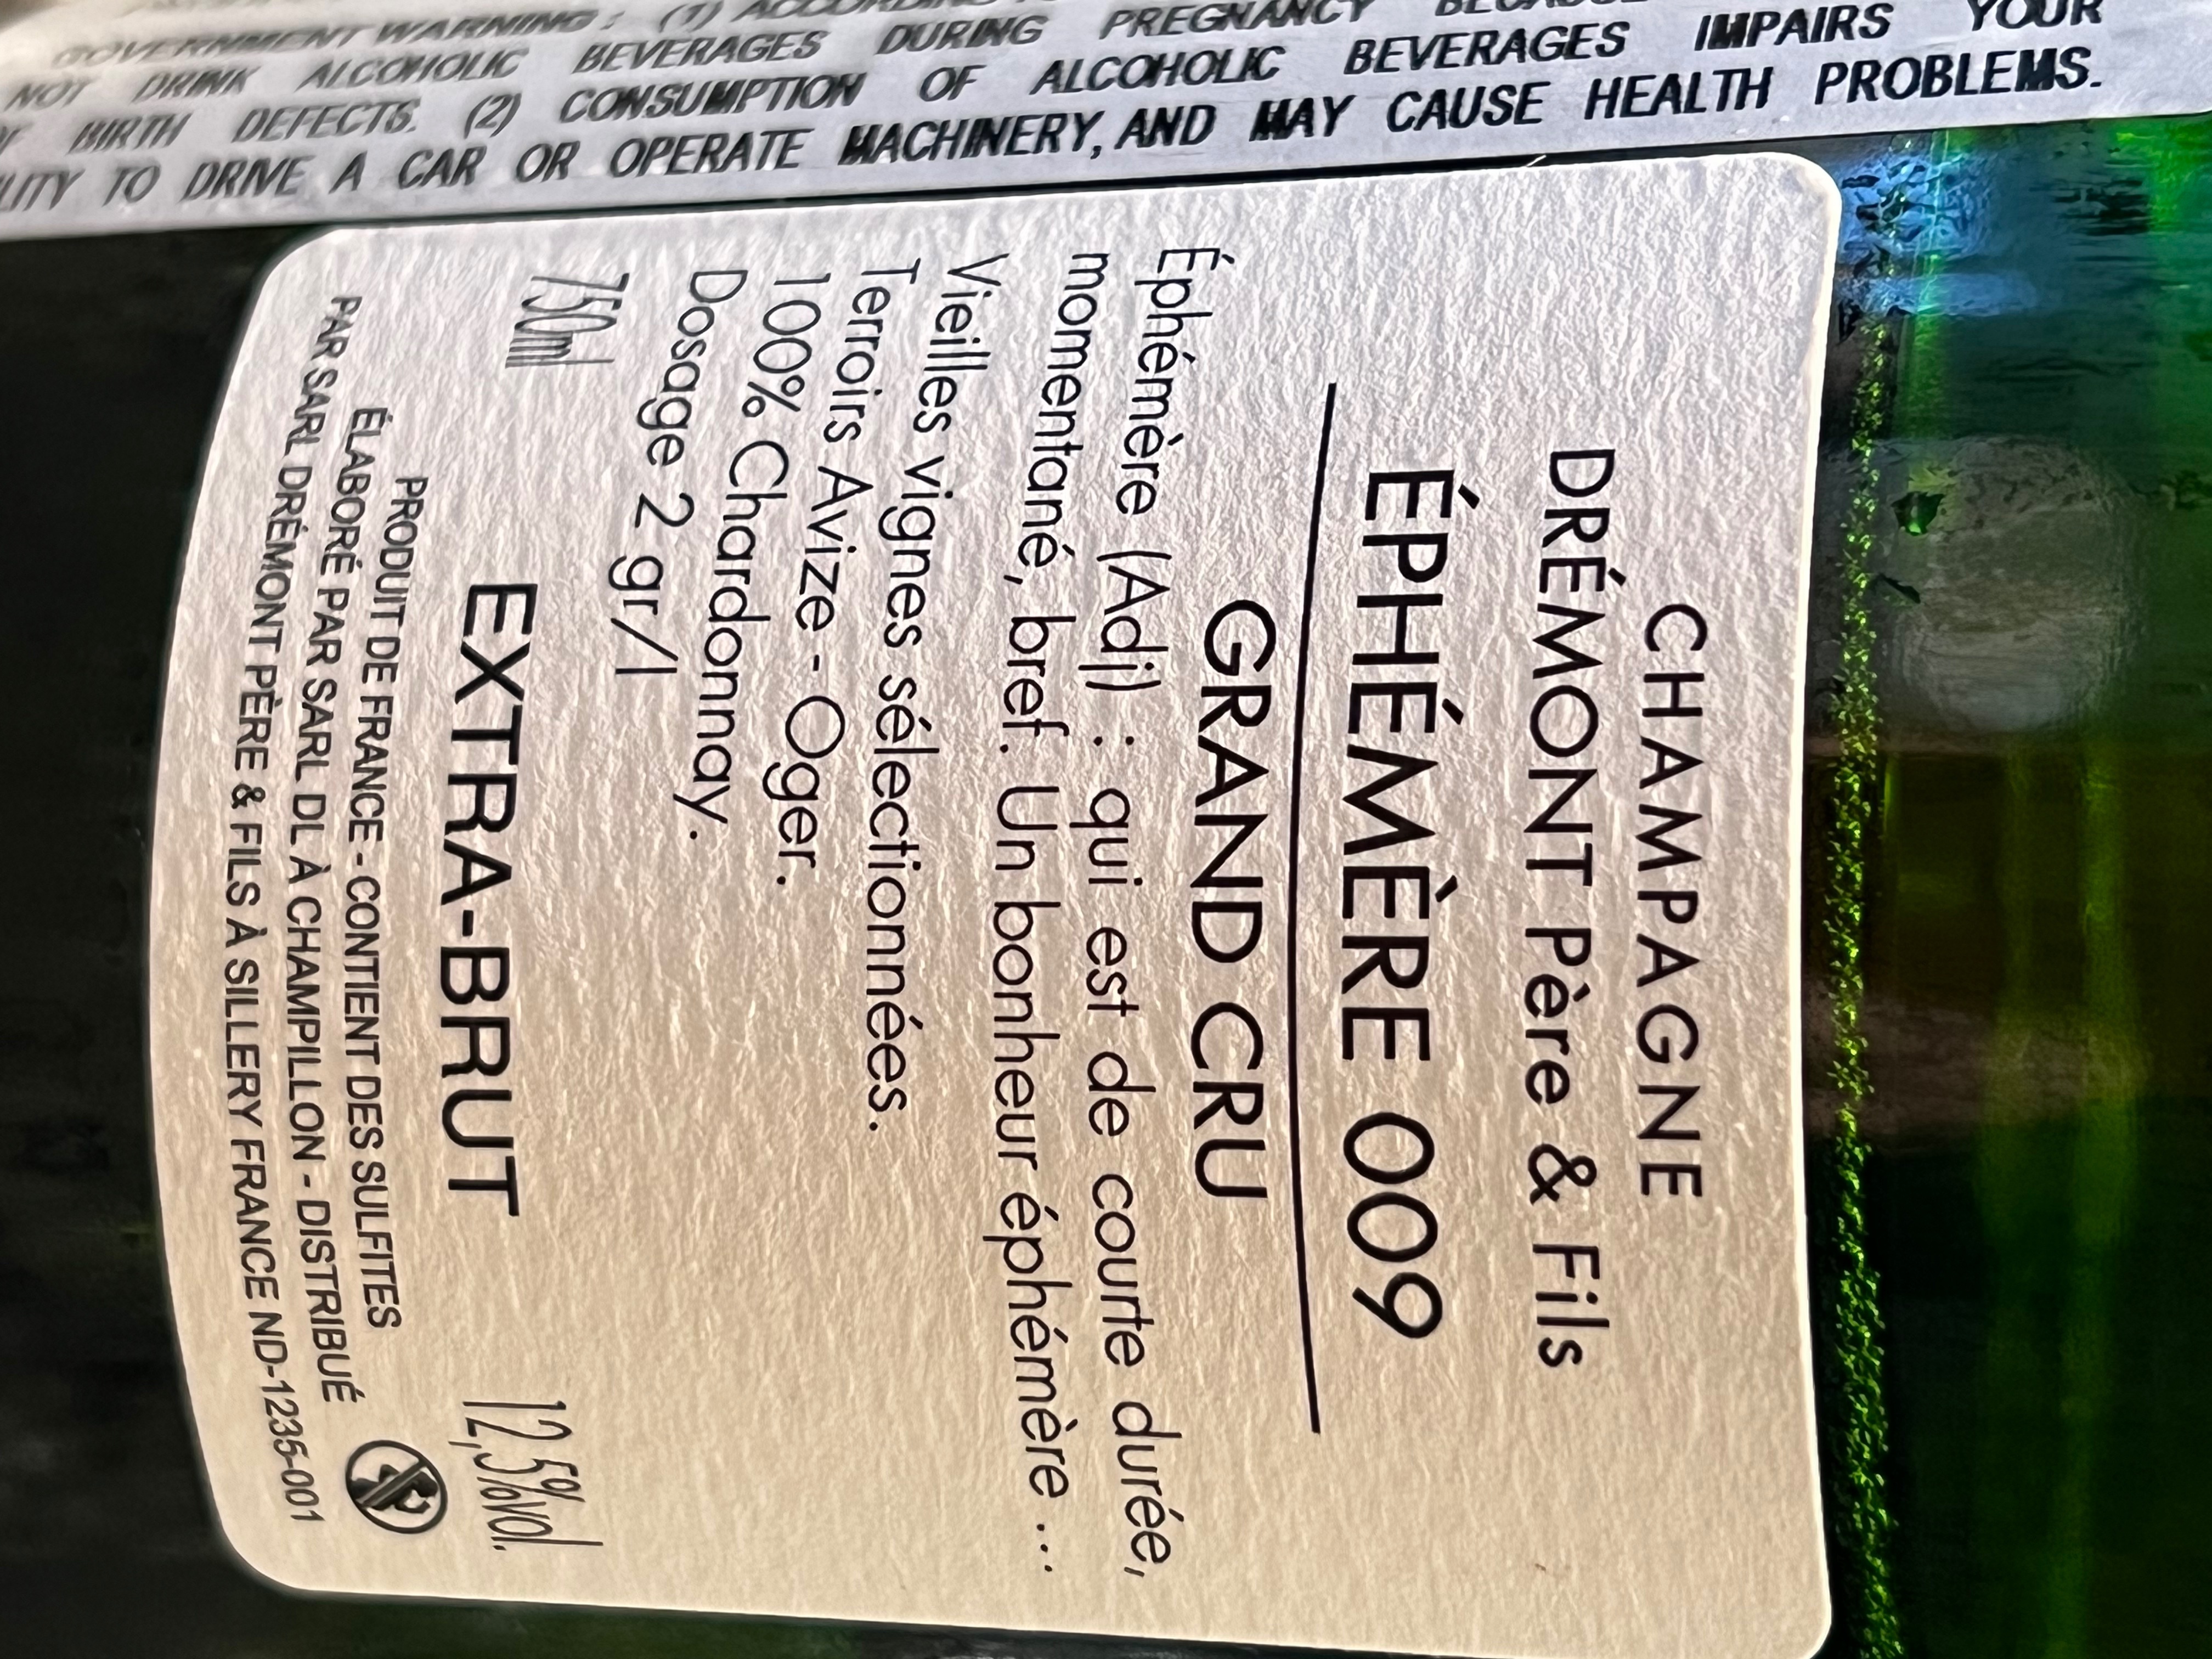 GOVERNMENT WARNING : (1)
NOT DRINK ALCOHOLIC BEVERAGES DURING PREGNANCY
BIRTH DEFECTS. (2) CONSUMPTION OF ALCOHOLIC BEVERAGES IMPAIRS YOUR
TO DRIVE A CAR OR OPERATE MACHINERY, AND MAY CAUSE HEALTH PROBLEMS.
CHAMPAGNE
DRÉMONT Père & Fils
ÉPHÉMÈRE 009
GRAND CRU
Éphémère (Adj) : qui est de courte durée,
momentané, bref. Un bonheur éphémère ...
Vieilles vignes sélectionnées.
Terroirs Avize - Oger.
100% Chardonnay.
Dosage 2 gr/l
750ml EXTRA-BRUT 12,5%vol.
PRODUIT DE FRANCE - CONTIENT DES SULFITES
ÉLABORÉ PAR SARL DL À CHAMPILLON - DISTRIBUÉ
PAR SARL DRÉMONT PÈRE & FILS À SILLERY FRANCE ND-1235-001